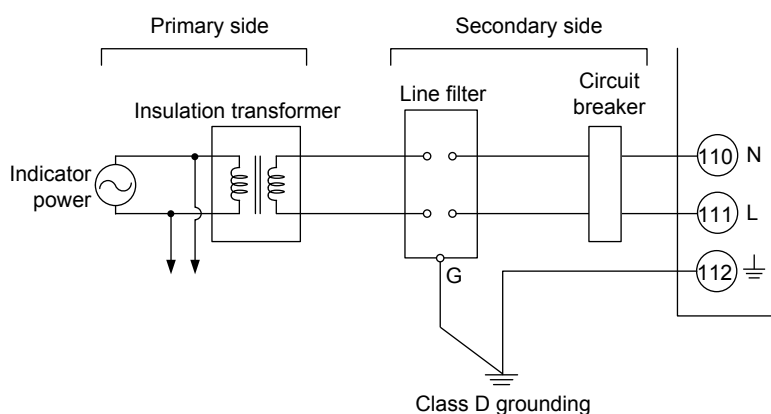 Primary side
Secondary side
Insulation transformer
Line filter
Circuit
breaker
Indicator
power
110 N
111 L
112
G
Class D grounding